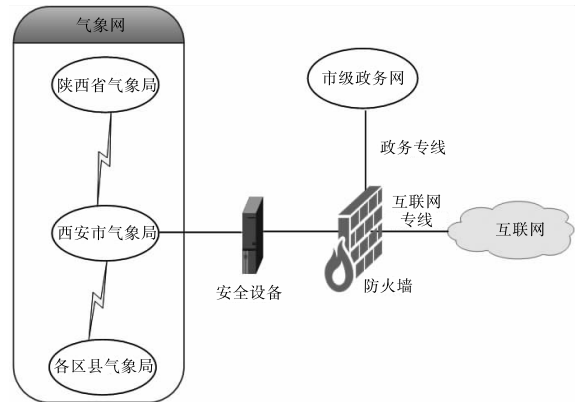 气象网
陕西省气象局
市级政务网
政务专线
西安市气象局
互联网
专线
互联网
安全设备
防火墙
各区县气象局